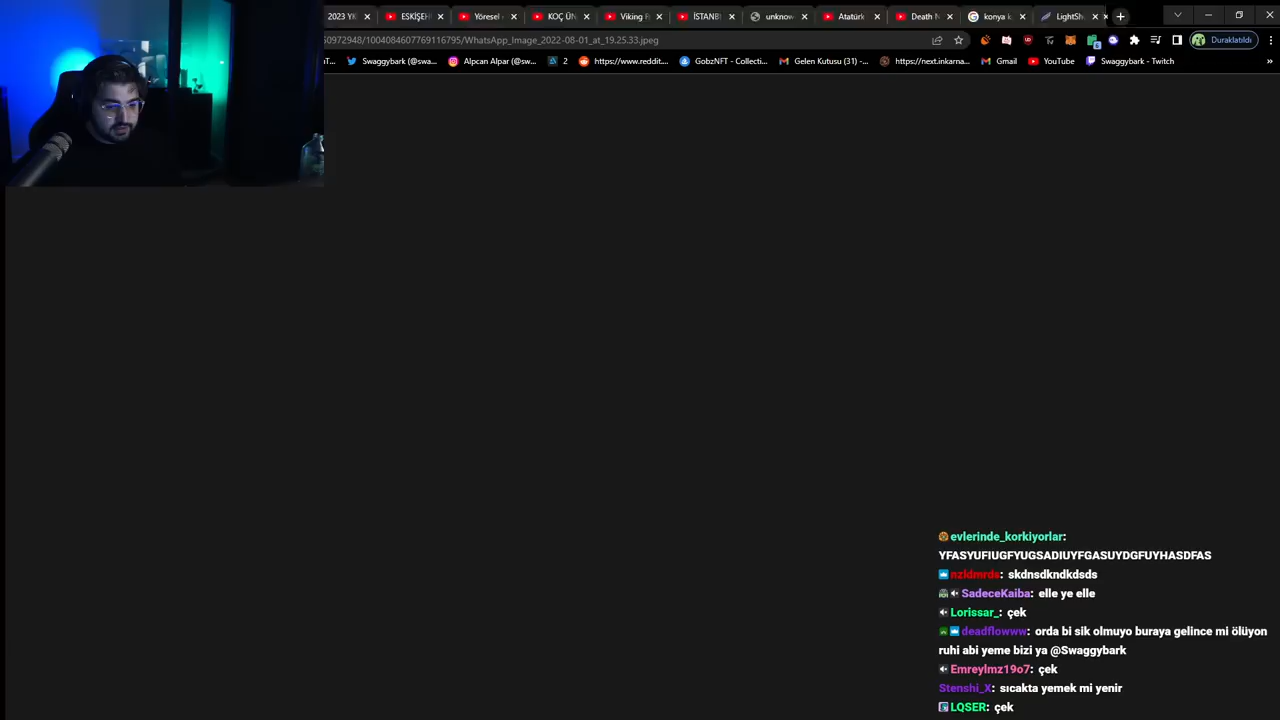 2023 YK
ESKİŞEH
Yöresel
KOÇ ÜN
Viking F
İSTANB
unknow
Atatürk
Death N
konya k
LightSh
50972948/1004084607769116795/WhatsApp_Image_2022-08-01_at_19.25.33.jpeg
Duraklatıldı
Swaggybark (@swa...
Alpcan Alpar (@sw...
2
https://www.reddit....
GobzNFT - Collecti...
Gelen Kutusu (31) -...
https://next.inkarna...
Gmail
YouTube
Swaggybark - Twitch
»
evlerinde_korkiyorlar:
YFASYUFIUGFYUGSADIUYFGASUYDGFUYHASDFAS
nzldmrds: skdnsdkndkdsds
SadeceKaiba: elle ye elle
Lorissar_: çek
deadflowww: orda bi sik olmuyo buraya gelince mi ölüyon
ruhi abi yeme bizi ya @Swaggybark
Emreylmz19o7: çek
Stenshi_X: sıcakta yemek mi yenir
LQSER: çek